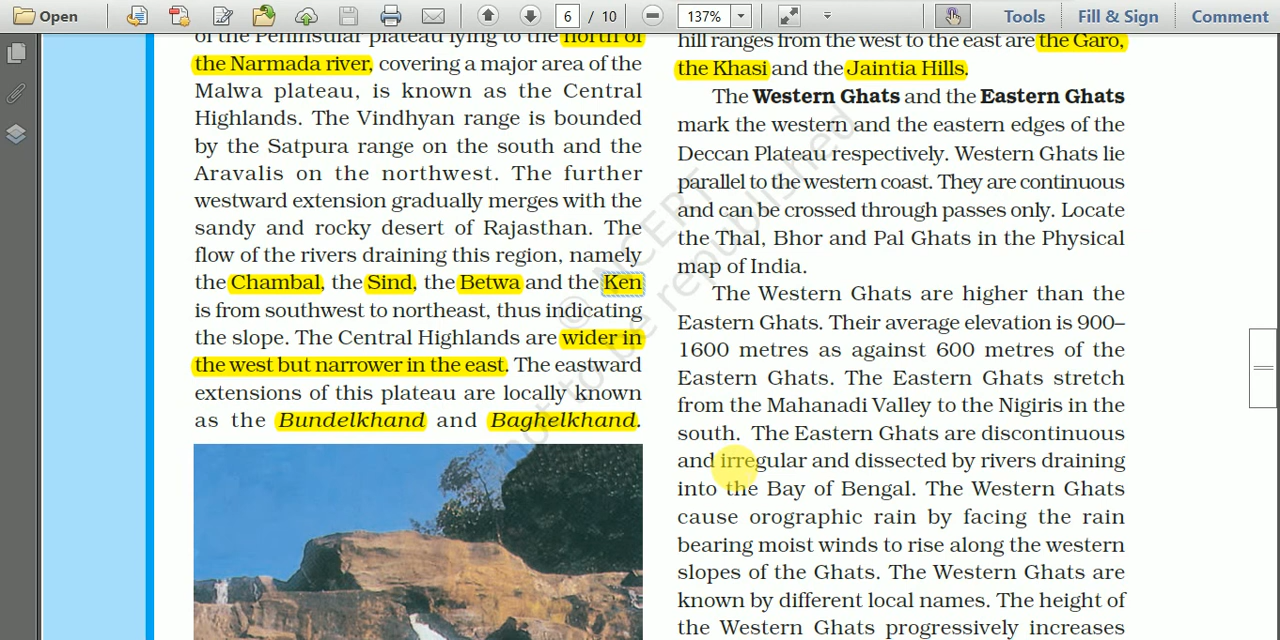 Open
6 / 10
137%
Tools
Fill & Sign
Comment
of the Peninsular plateau lying to the north of
the Narmada river, covering a major area of the
Malwa plateau, is known as the Central
Highlands. The Vindhyan range is bounded
by the Satpura range on the south and the
Aravalis on the northwest. The further
westward extension gradually merges with the
sandy and rocky desert of Rajasthan. The
flow of the rivers draining this region, namely
the Chambal, the Sind, the Betwa and the Ken
is from southwest to northeast, thus indicating
the slope. The Central Highlands are wider in
the west but narrower in the east. The eastward
extensions of this plateau are locally known
as the Bundelkhand and Baghelkhand.
hill ranges from the west to the east are the Garo,
the Khasi and the Jaintia Hills.
The Western Ghats and the Eastern Ghats
mark the western and the eastern edges of the
Deccan Plateau respectively. Western Ghats lie
parallel to the western coast. They are continuous
and can be crossed through passes only. Locate
the Thal, Bhor and Pal Ghats in the Physical
map of India.
The Western Ghats are higher than the
Eastern Ghats. Their average elevation is 900–
1600 metres as against 600 metres of the
Eastern Ghats. The Eastern Ghats stretch
from the Mahanadi Valley to the Nigiris in the
south. The Eastern Ghats are discontinuous
and irregular and dissected by rivers draining
into the Bay of Bengal. The Western Ghats
cause orographic rain by facing the rain
bearing moist winds to rise along the western
slopes of the Ghats. The Western Ghats are
known by different local names. The height of
the Western Ghats progressively increases
© NCERT
not to be republished